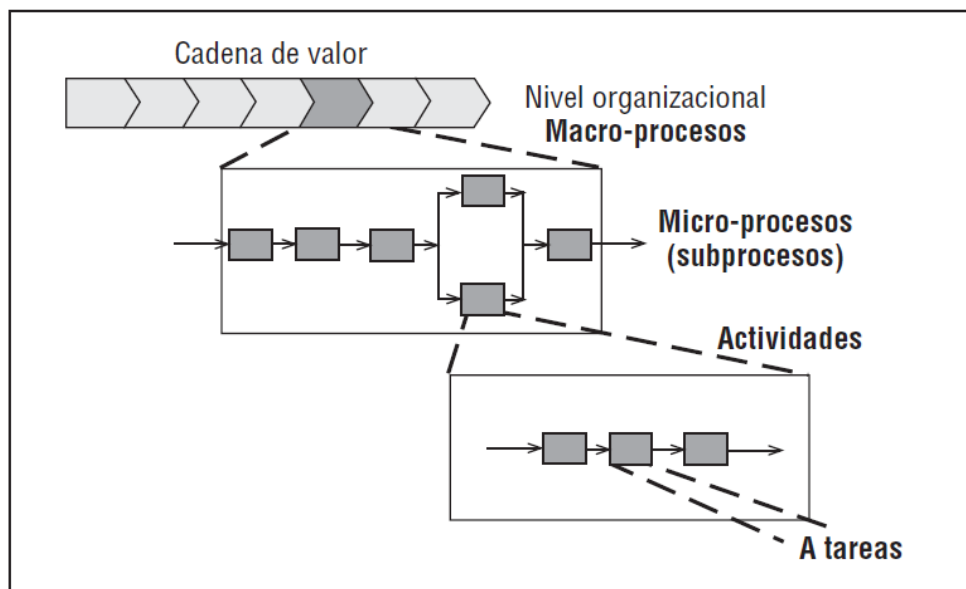 Cadena de valor
Nivel organizacional
Macro-procesos
Micro-procesos
(subprocesos)
Actividades
A tareas